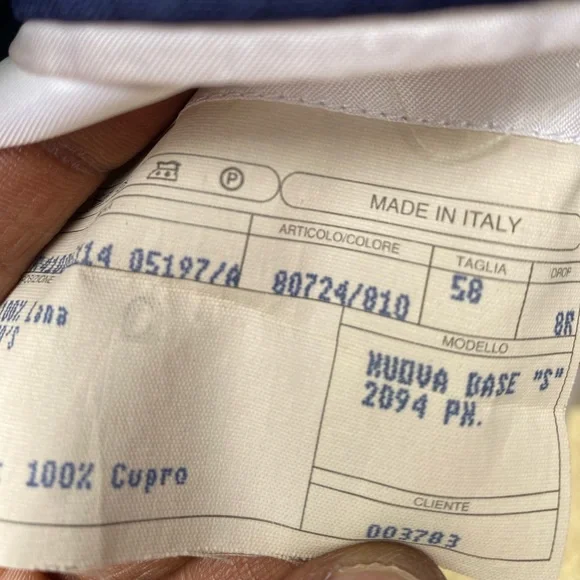 P
MADE IN ITALY
ARTICOLO/COLORE
TAGLIA
DROP
14 05197/A
80724/810
58
8R
100% Lana
'S
MODELLO
NUOVA BASE "S"
2094 PN.
100% Cupro
CLIENTE
003783